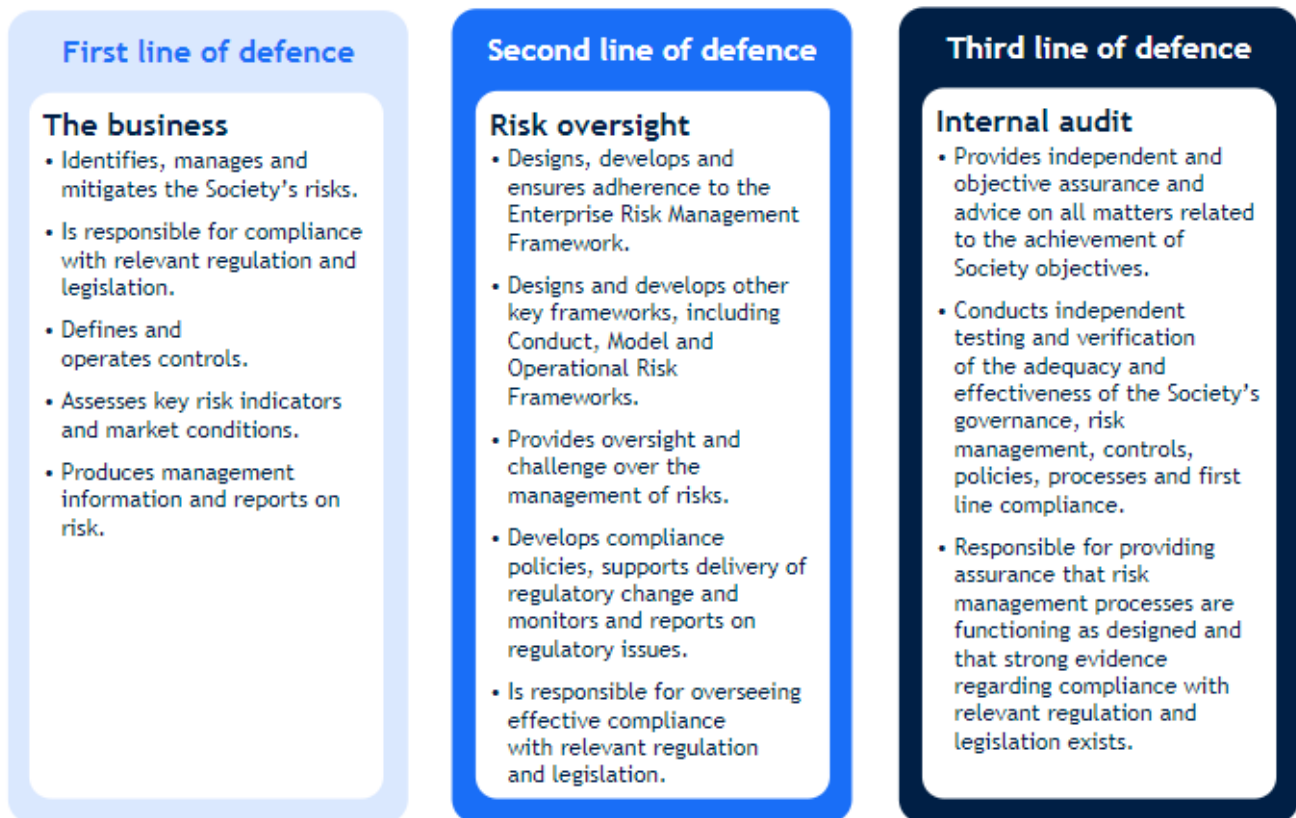 First line of defence
The business
• Identifies, manages and
mitigates the Society's risks.
• Is responsible for compliance
with relevant regulation and
legislation.
• Defines and
operates controls.
• Assesses key risk indicators
and market conditions.
• Produces management
information and reports on
risk.
Second line of defence
Risk oversight
• Designs, develops and
ensures adherence to the
Enterprise Risk Management
Framework.
• Designs and develops other
key frameworks, including
Conduct, Model and
Operational Risk
Frameworks.
• Provides oversight and
challenge over the
management of risks.
• Develops compliance
policies, supports delivery of
regulatory change and
monitors and reports on
regulatory issues.
• Is responsible for overseeing
effective compliance
with relevant regulation
and legislation.
Third line of defence
Internal audit
• Provides independent and
objective assurance and
advice on all matters related
to the achievement of
Society objectives.
• Conducts independent
testing and verification
of the adequacy and
effectiveness of the Society's
governance, risk
management, controls,
policies, processes and first
line compliance.
• Responsible for providing
assurance that risk
management processes are
functioning as designed and
that strong evidence
regarding compliance with
relevant regulation and
legislation exists.